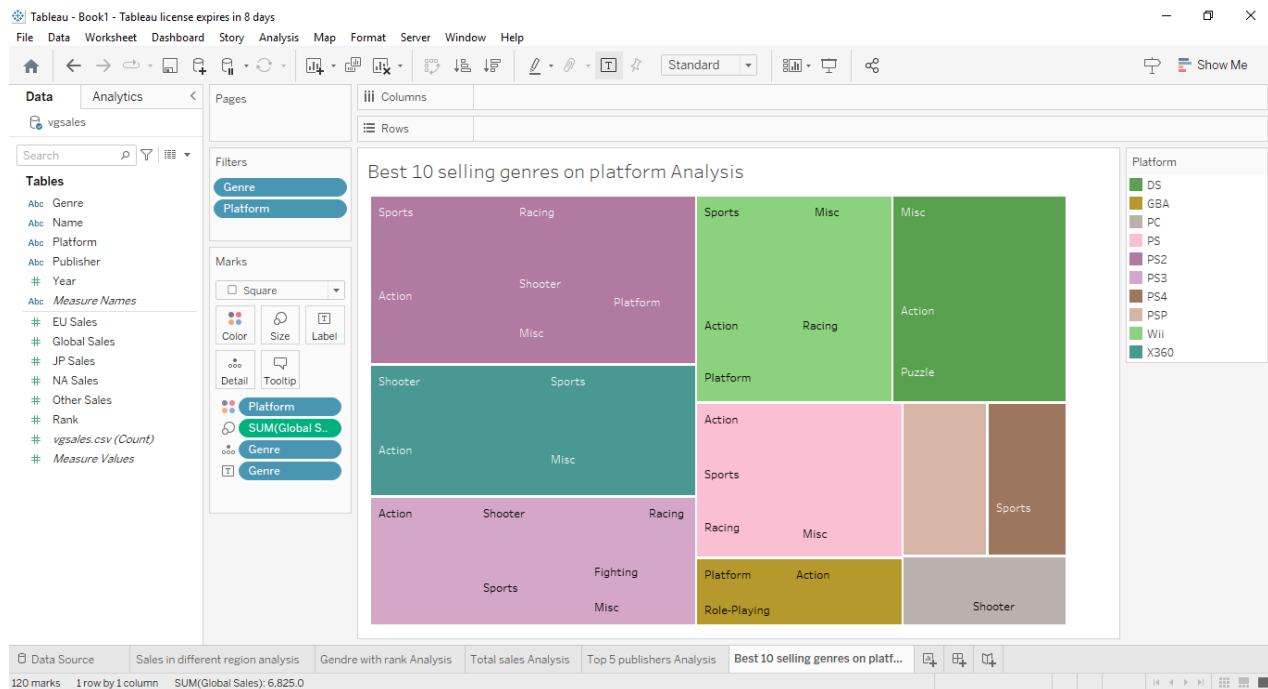 Tableau - Book1 - Tableau license expires in 8 days
File Data Worksheet Dashboard Story Analysis Map Format Server Window Help
Standard
Show Me
Data Analytics
vgsales
Search
Tables
Abc Genre
Abc Name
Abc Platform
Abc Publisher
# Year
Abc Measure Names
# EU Sales
# Global Sales
# JP Sales
# NA Sales
# Other Sales
# Rank
# vgsales.csv (Count)
# Measure Values
Pages
Filters
Genre
Platform
Marks
Square
Color Size Label
Detail Tooltip
Platform
SUM(Global S..
Genre
Genre
Columns
Rows
Best 10 selling genres on platform Analysis
Sports Racing
Shooter
Action
Platform
Misc
Shooter Sports
Action
Misc
Action Shooter Racing
Fighting
Sports
Misc
Sports Misc
Action Racing
Platform
Misc
Action
Puzzle
Action
Sports
Racing
Misc
Sports
Platform Action
Role-Playing
Shooter
Platform
DS
GBA
PC
PS
PS2
PS3
PS4
PSP
Wii
X360
Data Source Sales in different region analysis Gendre with rank Analysis Total sales Analysis Top 5 publishers Analysis Best 10 selling genres on platf...
120 marks 1 row by 1 column SUM(Global Sales): 6,825.0